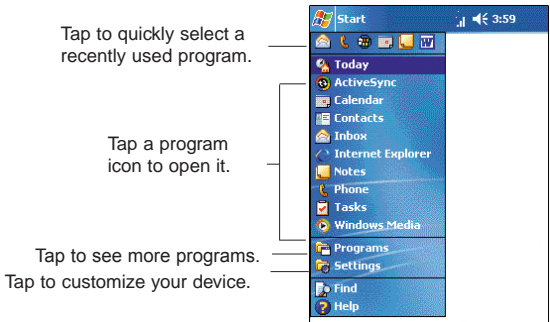 Start 3:59
Tap to quickly select a
recently used program.
Today
ActiveSync
Calendar
Contacts
Inbox
Internet Explorer
Notes
Phone
Tasks
Windows Media
Tap a program
icon to open it.
Programs
Tap to see more programs.
Settings
Tap to customize your device.
Find
Help